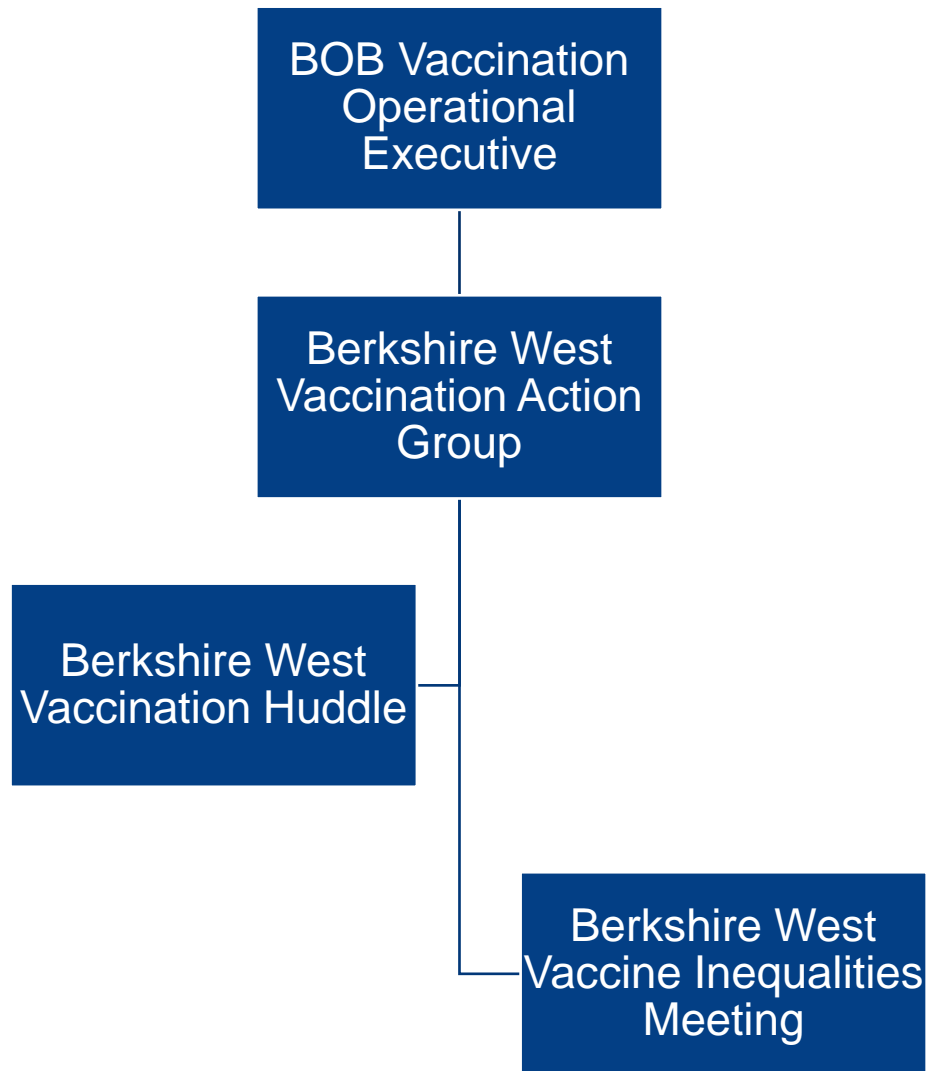 BOB Vaccination
Operational
Executive
Berkshire West
Vaccination Action
Group
Berkshire West
Vaccination Huddle
Berkshire West
Vaccine Inequalities
Meeting